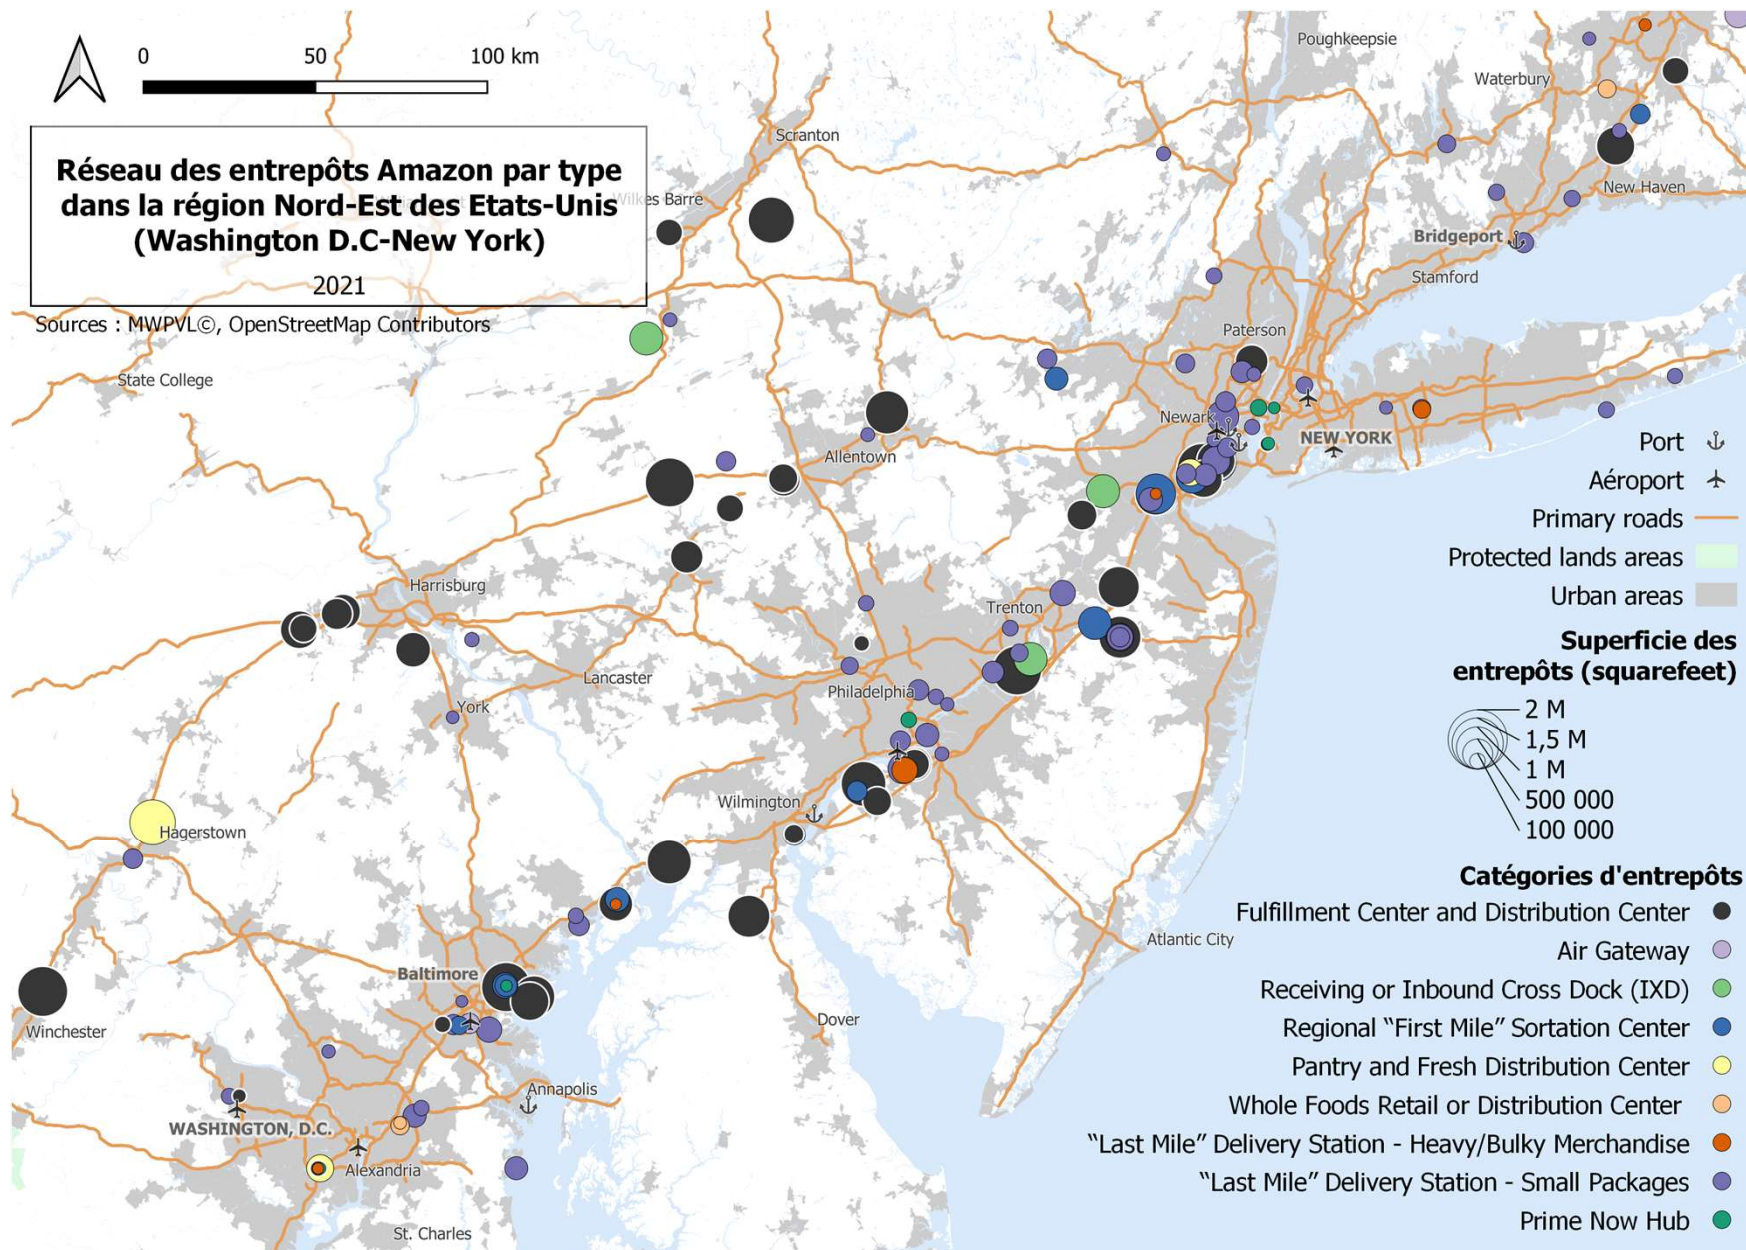 0 50 100 km
Réseau des entrepôts Amazon par type
dans la région Nord-Est des Etats-Unis
(Washington D.C-New York)
2021
Sources : MWPVL©, OpenStreetMap Contributors
Poughkeepsie
Waterbury
Scranton
Wilkes Barre
New Haven
Bridgeport
Stamford
Paterson
State College
Newark
NEW YORK
Allentown
Harrisburg
Trenton
Lancaster
Philadelphia
York
Wilmington
Hagerstown
Atlantic City
Baltimore
Dover
Winchester
Annapolis
WASHINGTON, D.C.
Alexandria
St. Charles
Port
Aéroport
Primary roads
Protected lands areas
Urban areas
Superficie des
entrepôts (squarefeet)
2 M
1,5 M
1 M
500 000
100 000
Catégories d'entrepôts
Fulfillment Center and Distribution Center
Air Gateway
Receiving or Inbound Cross Dock (IXD)
Regional “First Mile” Sortation Center
Pantry and Fresh Distribution Center
Whole Foods Retail or Distribution Center
“Last Mile” Delivery Station - Heavy/Bulky Merchandise
“Last Mile” Delivery Station - Small Packages
Prime Now Hub